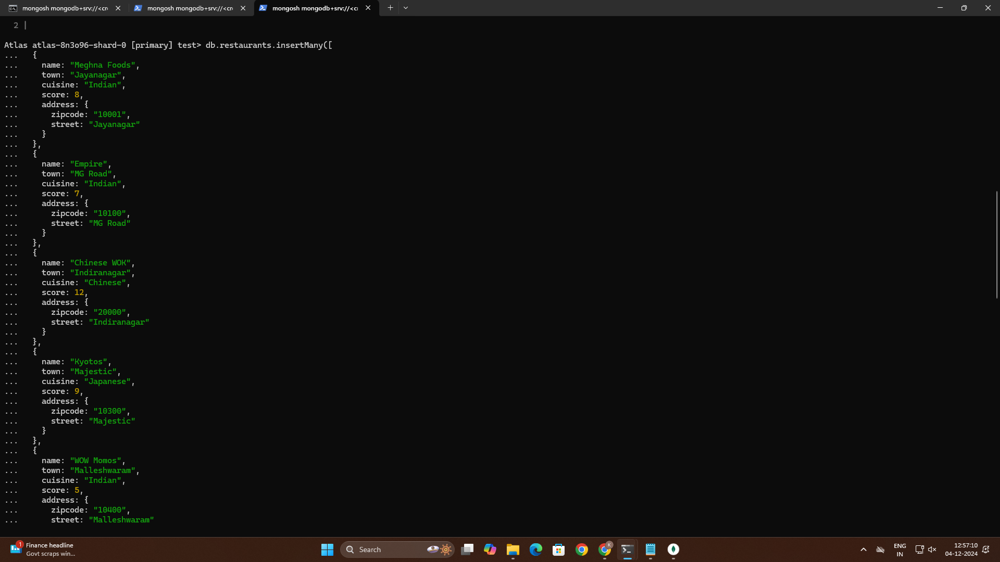 mongosh mongodb+srv://<cr
mongosh mongodb+srv://<cr
mongosh mongodb+srv://<cr
2
Atlas atlas-8n3o96-shard-0 [primary] test> db.restaurants.insertMany([
...   {
...     name: "Meghna Foods",
...     town: "Jayanagar",
...     cuisine: "Indian",
...     score: 8,
...     address: {
...       zipcode: "10001",
...       street: "Jayanagar"
...     }
...   },
...   {
...     name: "Empire",
...     town: "MG Road",
...     cuisine: "Indian",
...     score: 7,
...     address: {
...       zipcode: "10100",
...       street: "MG Road"
...     }
...   },
...   {
...     name: "Chinese WOK",
...     town: "Indiranagar",
...     cuisine: "Chinese",
...     score: 12,
...     address: {
...       zipcode: "20000",
...       street: "Indiranagar"
...     }
...   },
...   {
...     name: "Kyotos",
...     town: "Majestic",
...     cuisine: "Japanese",
...     score: 9,
...     address: {
...       zipcode: "10300",
...       street: "Majestic"
...     }
...   },
...   {
...     name: "WOW Momos",
...     town: "Malleshwaram",
...     cuisine: "Indian",
...     score: 5,
...     address: {
...       zipcode: "10400",
...       street: "Malleshwaram"
1
Finance headline
Govt scraps win...
Search
K
ENG
IN
12:57:10
04-12-2024